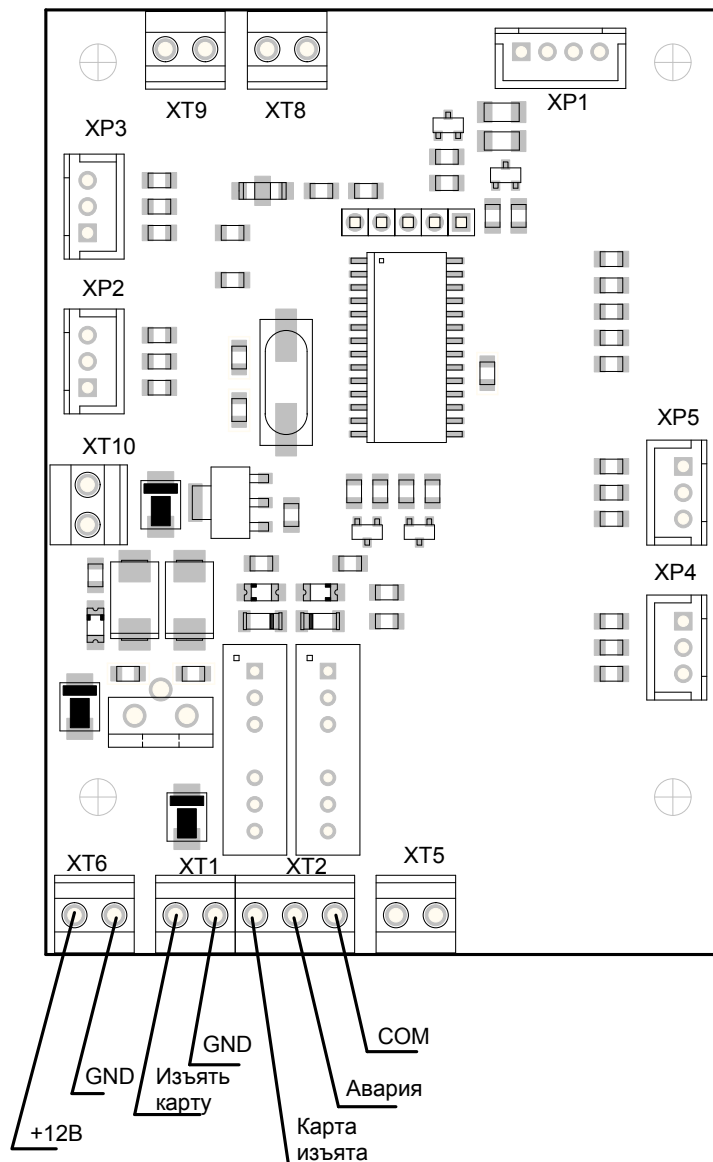 XT9
XT8
XP1
XP3
XP2
XT10
XP5
XP4
XT6
XT1
XT2
XT5
+12В
GND
Изъять
карту
GND
Карта
изъята
Авария
COM